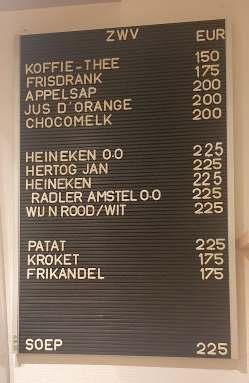 ZWV EUR
KOFFIE-THEE 150
FRISDRANK 175
APPELSAP 200
JUS D'ORANGE 200
CHOCOMELK 200
HEINEKEN 0.0 225
HERTOG JAN 225
HEINEKEN 225
RADLER AMSTEL 0.0 225
WIJN ROOD/WIT 225
PATAT 225
KROKET 175
FRIKANDEL 175
SOEP 225